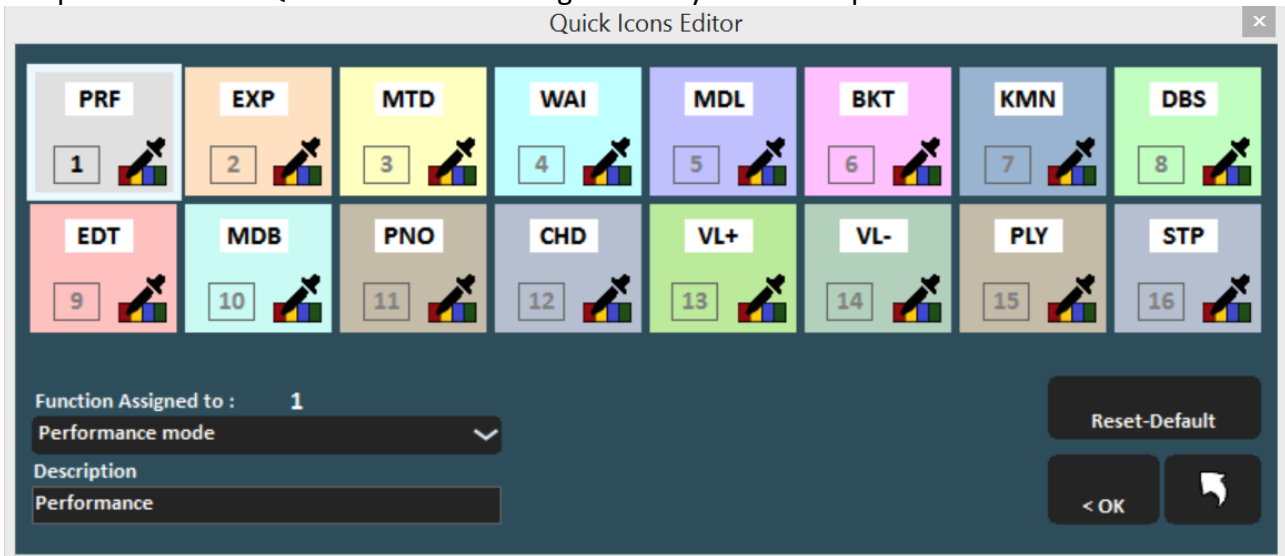 Quick Icons Editor
PRF EXP MTD WAI MDL BKT KMN DBS
1 2 3 4 5 6 7 8
EDT MDB PNO CHD VL+ VL- PLY STP
9 10 11 12 13 14 15 16
Function Assigned to : 1
Performance mode
Reset-Default
Description
Performance
< OK